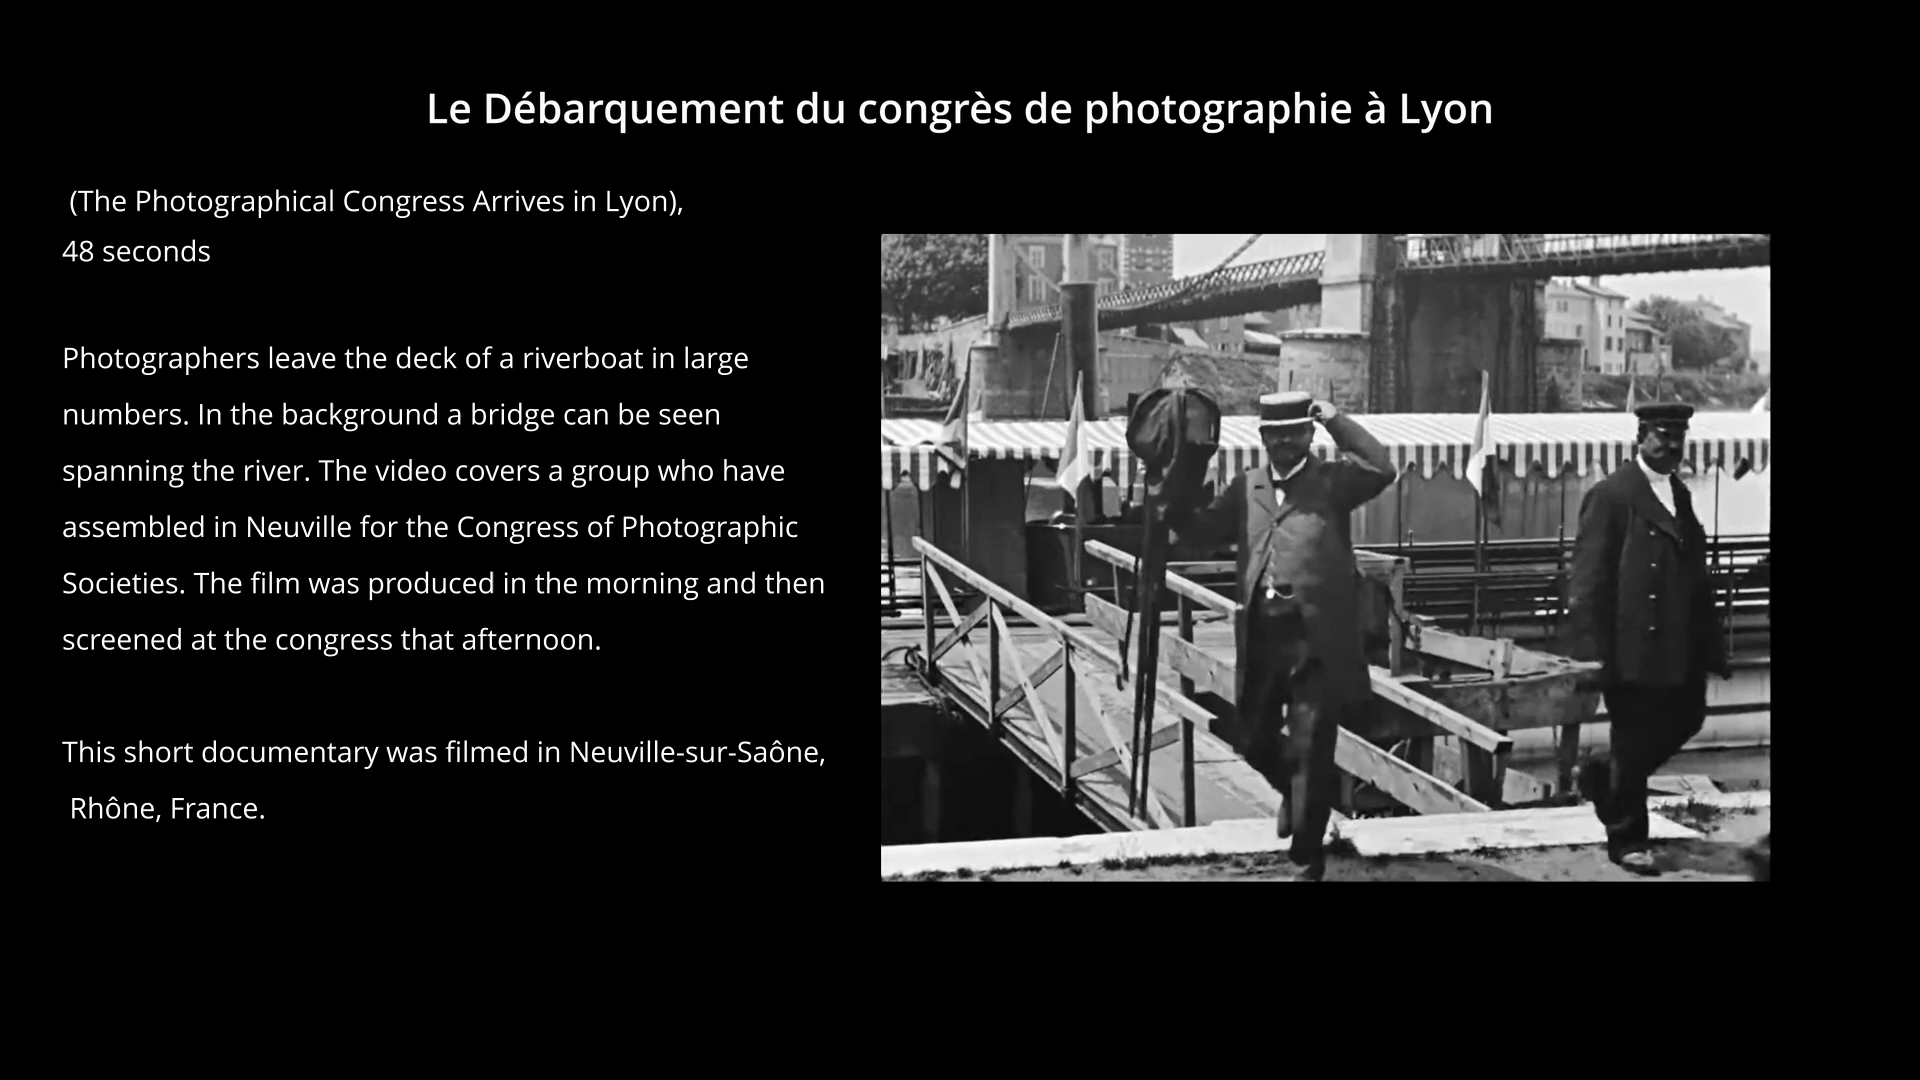 Le Débarquement du congrès de photographie à Lyon
(The Photographical Congress Arrives in Lyon),
48 seconds
Photographers leave the deck of a riverboat in large
numbers. In the background a bridge can be seen
spanning the river. The video covers a group who have
assembled in Neuville for the Congress of Photographic
Societies. The film was produced in the morning and then
screened at the congress that afternoon.
This short documentary was filmed in Neuville-sur-Saône,
Rhône, France.